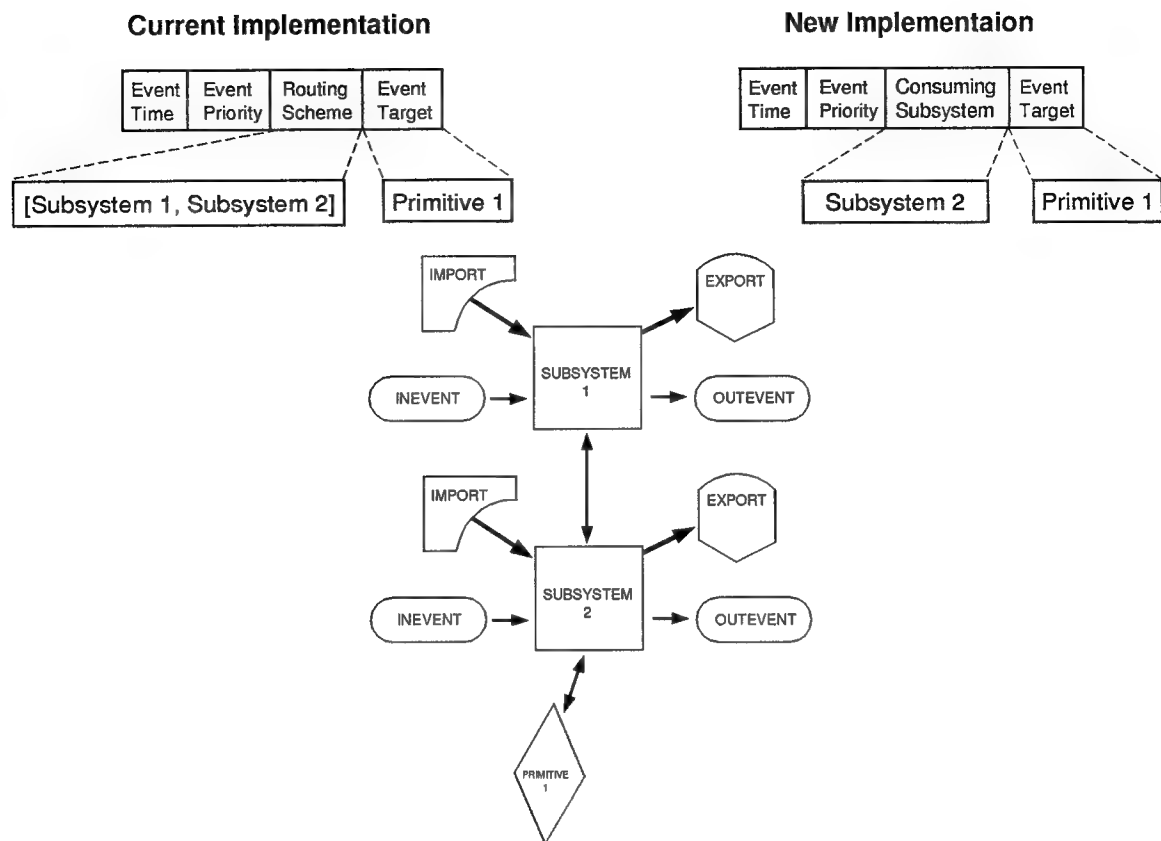 Current Implementation
New Implementaion
Event Time
Event Priority
Routing Scheme
Event Target
[Subsystem 1, Subsystem 2]
Primitive 1
Event Time
Event Priority
Consuming Subsystem
Event Target
Subsystem 2
Primitive 1
IMPORT
EXPORT
SUBSYSTEM
1
INEVENT
OUTEVENT
IMPORT
EXPORT
SUBSYSTEM
2
INEVENT
OUTEVENT
PRIMITIVE
1